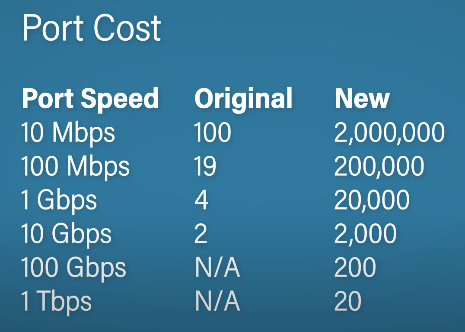 Port Cost
Port Speed Original New
10 Mbps 100 2,000,000
100 Mbps 19 200,000
1 Gbps 4 20,000
10 Gbps 2 2,000
100 Gbps N/A 200
1 Tbps N/A 20